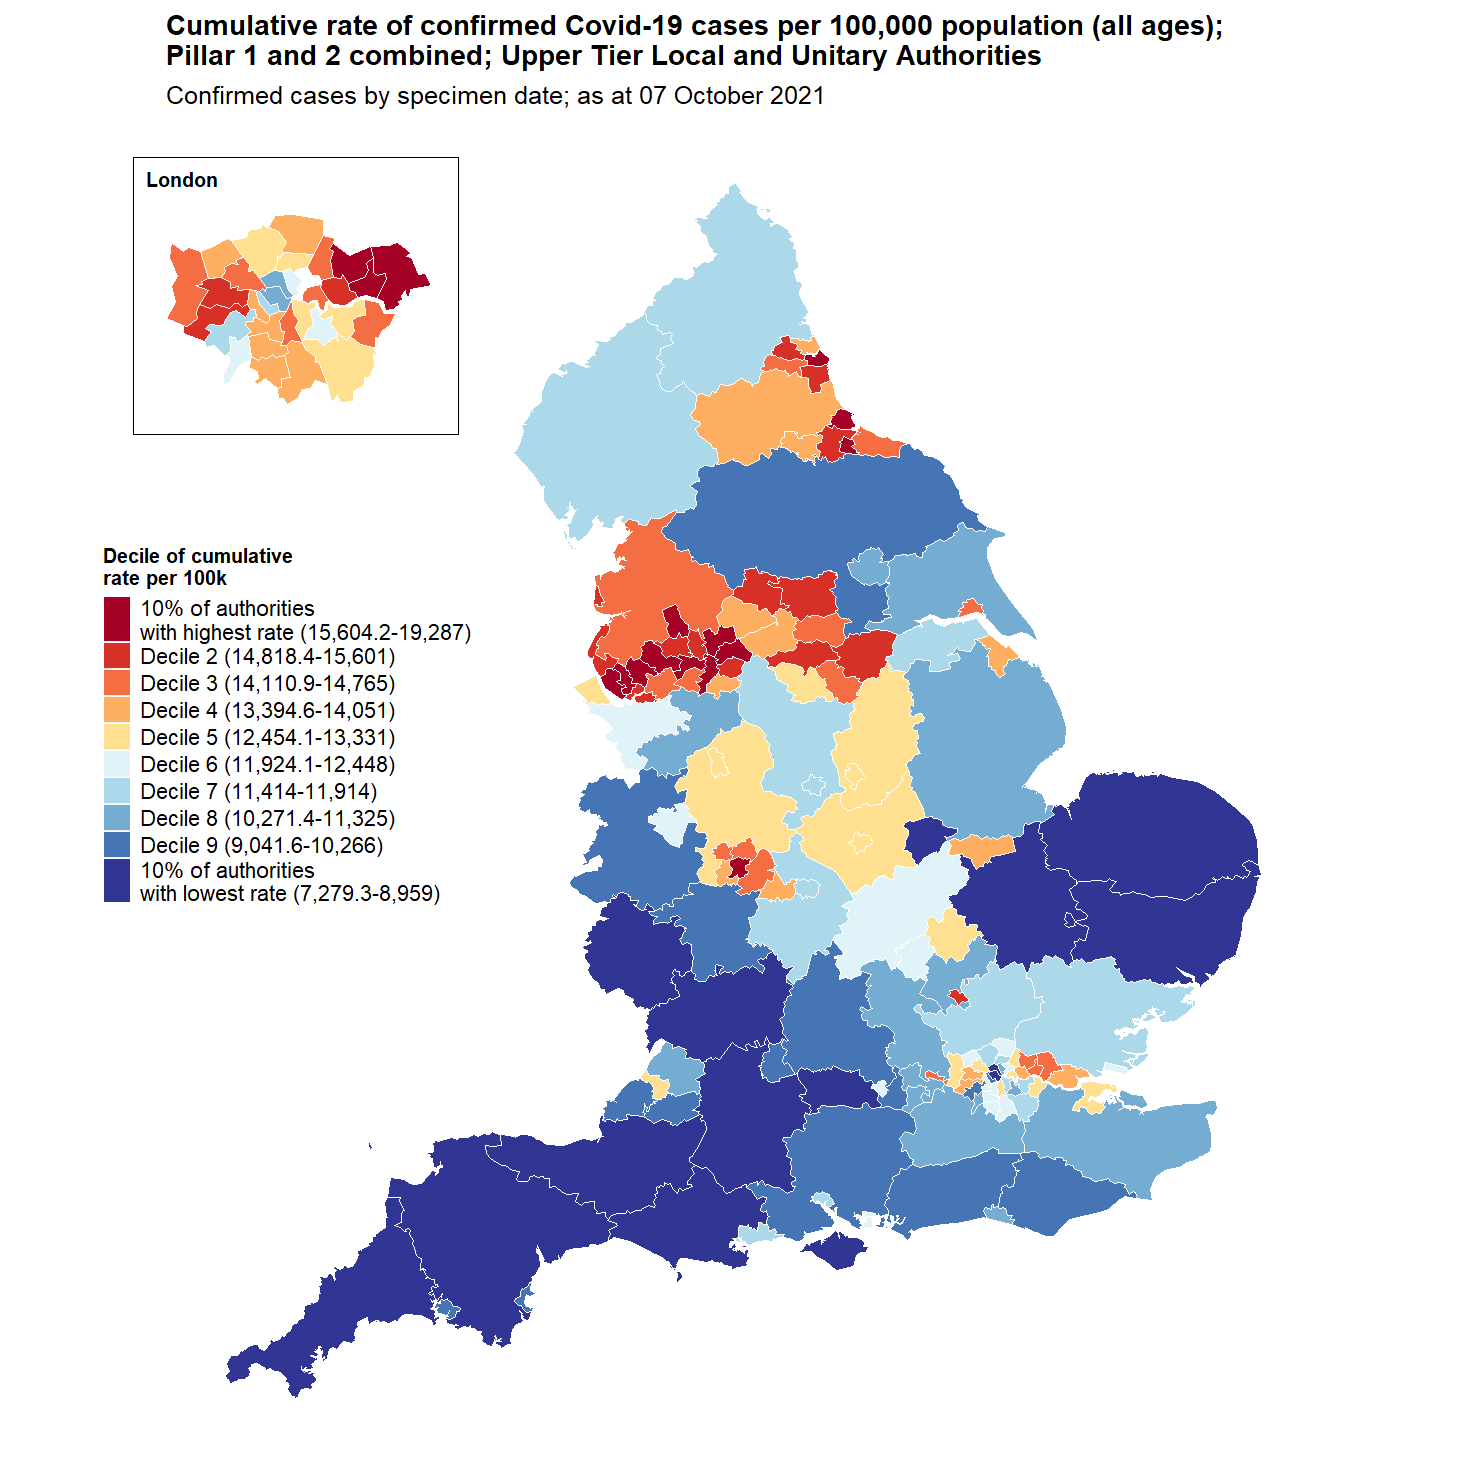 Cumulative rate of confirmed Covid-19 cases per 100,000 population (all ages);
Pillar 1 and 2 combined; Upper Tier Local and Unitary Authorities
Confirmed cases by specimen date; as at 07 October 2021
London
Decile of cumulative
rate per 100k
10% of authorities
with highest rate (15,604.2-19,287)
Decile 2 (14,818.4-15,601)
Decile 3 (14,110.9-14,765)
Decile 4 (13,394.6-14,051)
Decile 5 (12,454.1-13,331)
Decile 6 (11,924.1-12,448)
Decile 7 (11,414-11,914)
Decile 8 (10,271.4-11,325)
Decile 9 (9,041.6-10,266)
10% of authorities
with lowest rate (7,279.3-8,959)